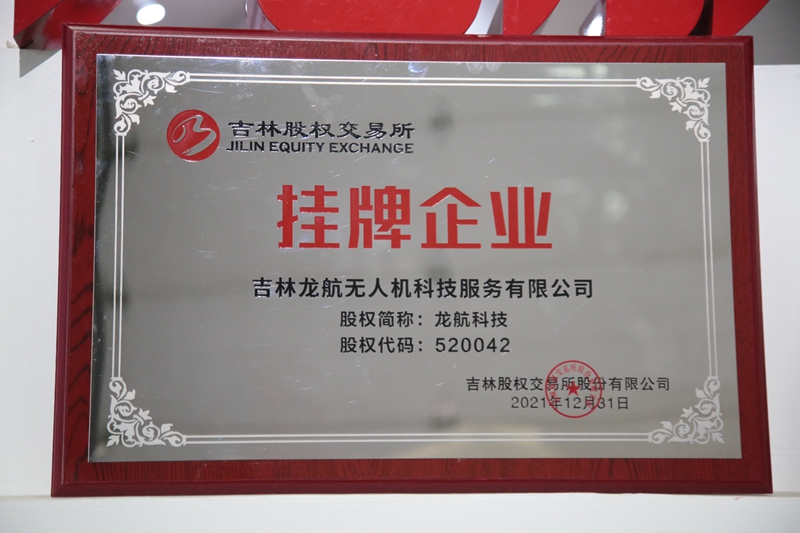 吉林股权交易所
JILIN EQUITY EXCHANGE
挂牌企业
吉林龙航无人机科技服务有限公司
股权简称：龙航科技
股权代码：520042
吉林股权交易所股份有限公司
2021年12月31日